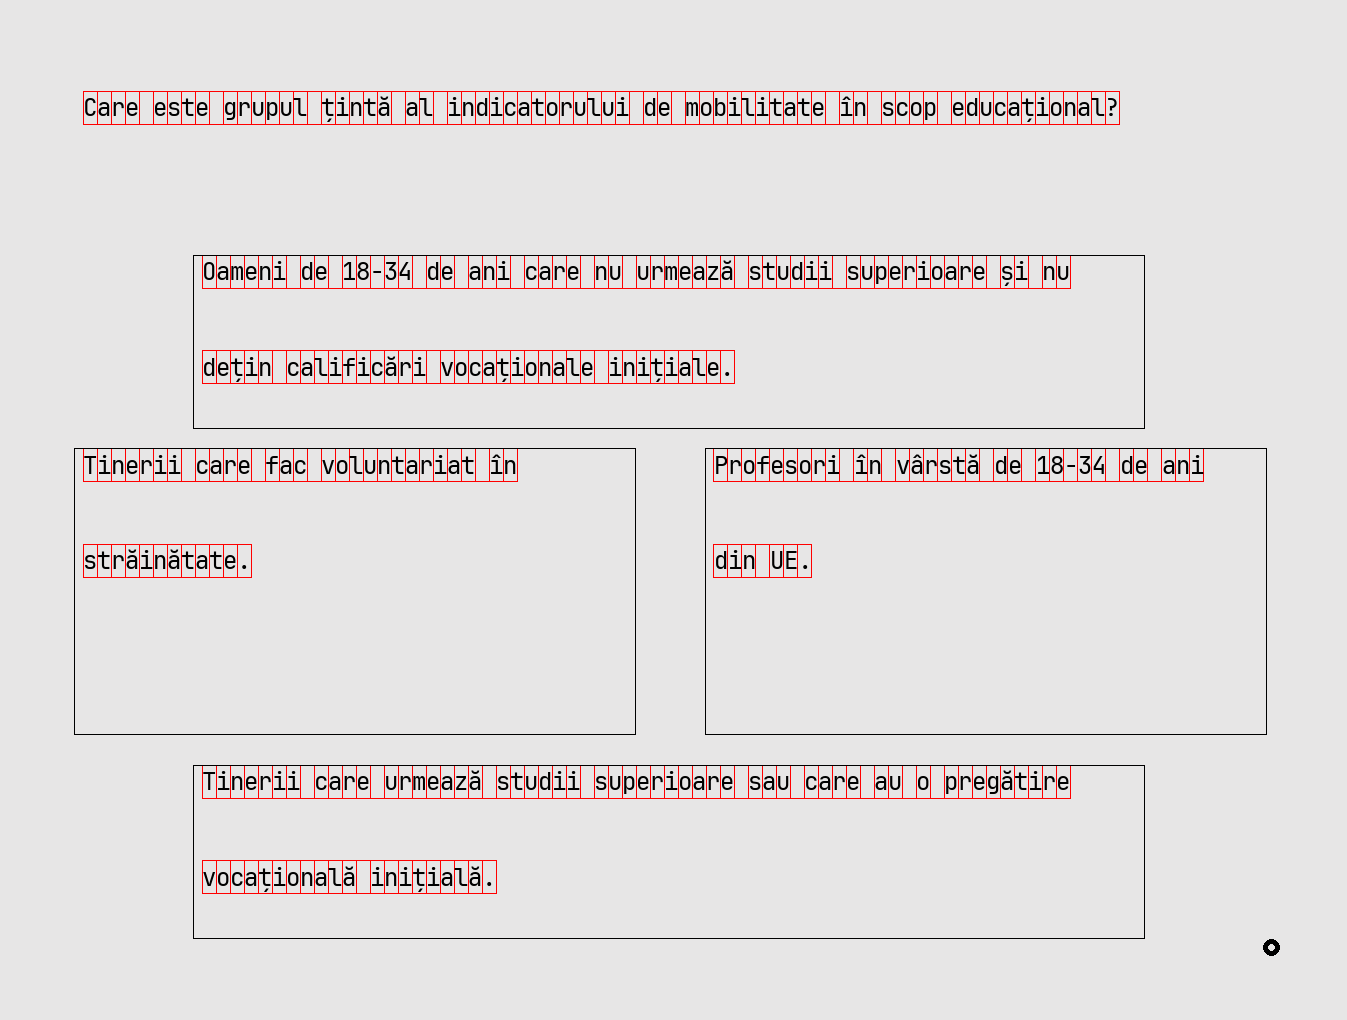 Care este grupul țintă al indicatorului de mobilitate în scop educațional?
Oameni de 18-34 de ani care nu urmează studii superioare și nu
dețin calificări vocaționale inițiale.
Tinerii care fac voluntariat în
străinătate.
Profesori în vârstă de 18-34 de ani
din UE.
Tinerii care urmează studii superioare sau care au o pregătire
vocațională inițială.